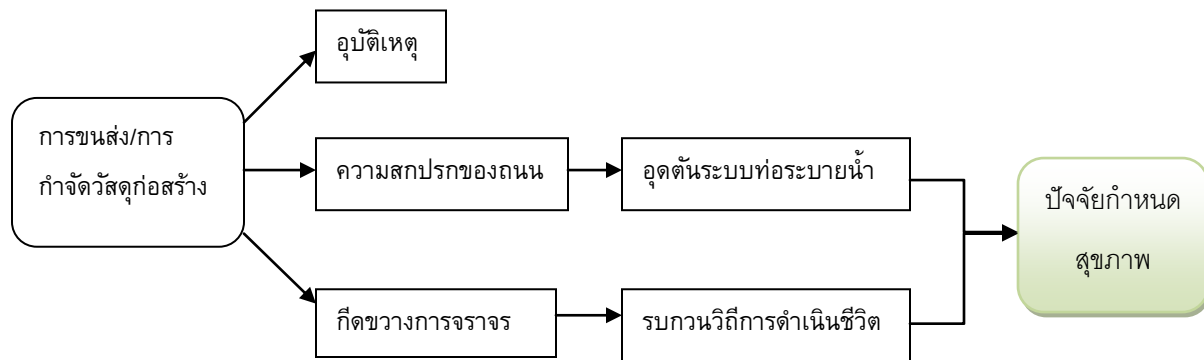 อุบัติเหตุ
การขนส่ง/การ
กำจัดวัสดุก่อสร้าง
ความสกปรกของถนน
อุดตันระบบท่อระบายน้ำ
ปัจจัยกำหนด
สุขภาพ
กีดขวางการจราจร
รบกวนวิถีการดำเนินชีวิต